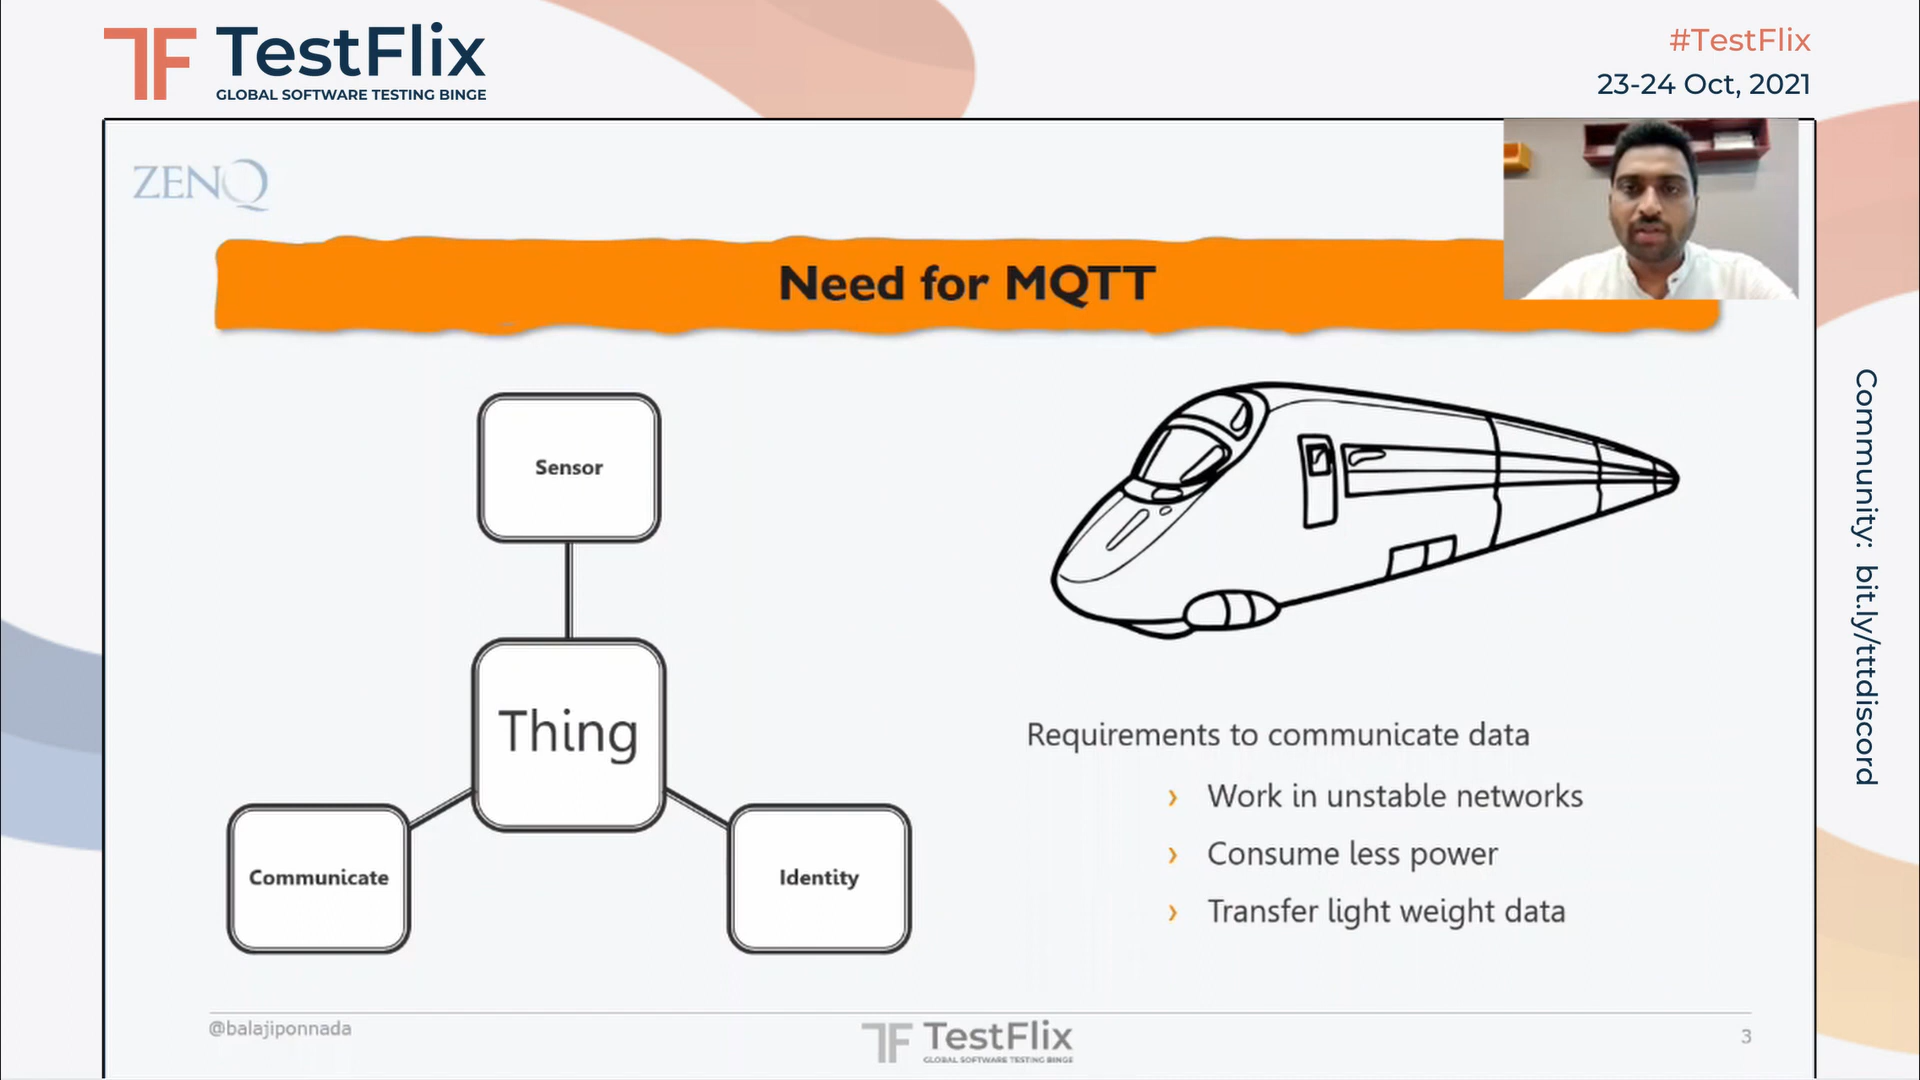 TF TestFlix
GLOBAL SOFTWARE TESTING BINGE
#TestFlix
23-24 Oct, 2021
ZENQ
Need for MQTT
Sensor
Thing
Communicate
Identity
Requirements to communicate data
› Work in unstable networks
› Consume less power
› Transfer light weight data
Community: bit.ly/tttdiscord
@balajiponnada
TF TestFlix
GLOBAL SOFTWARE TESTING BINGE
3